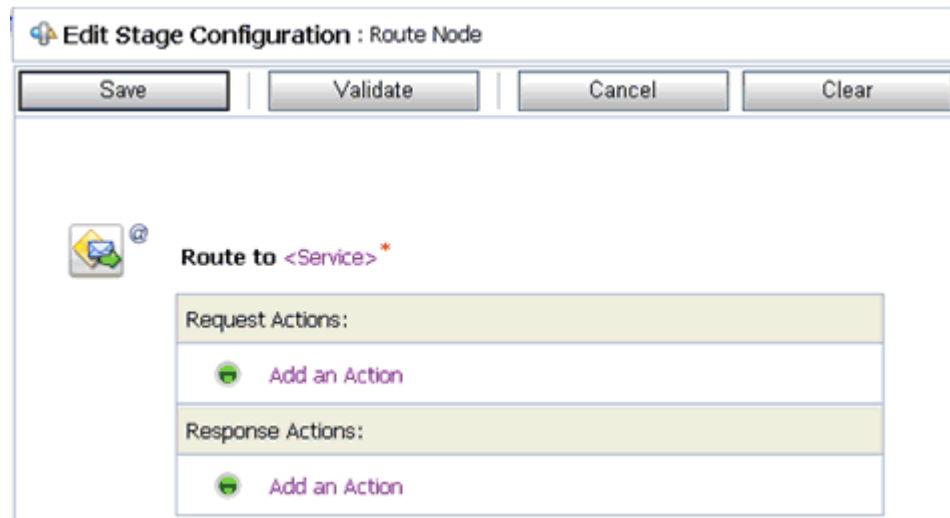 Edit Stage Configuration : Route Node
Save Validate Cancel Clear
@
Route to <Service>*
Request Actions:
Add an Action
Response Actions:
Add an Action